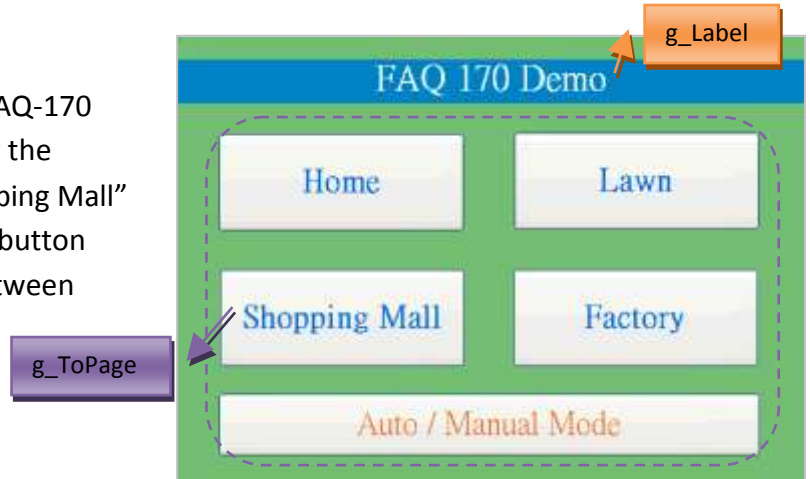 g_Label
FAQ 170 Demo
AQ-170
the
ping Mall"
button
tween
Home
Lawn
Shopping Mall
Factory
g_ToPage
Auto / Manual Mode